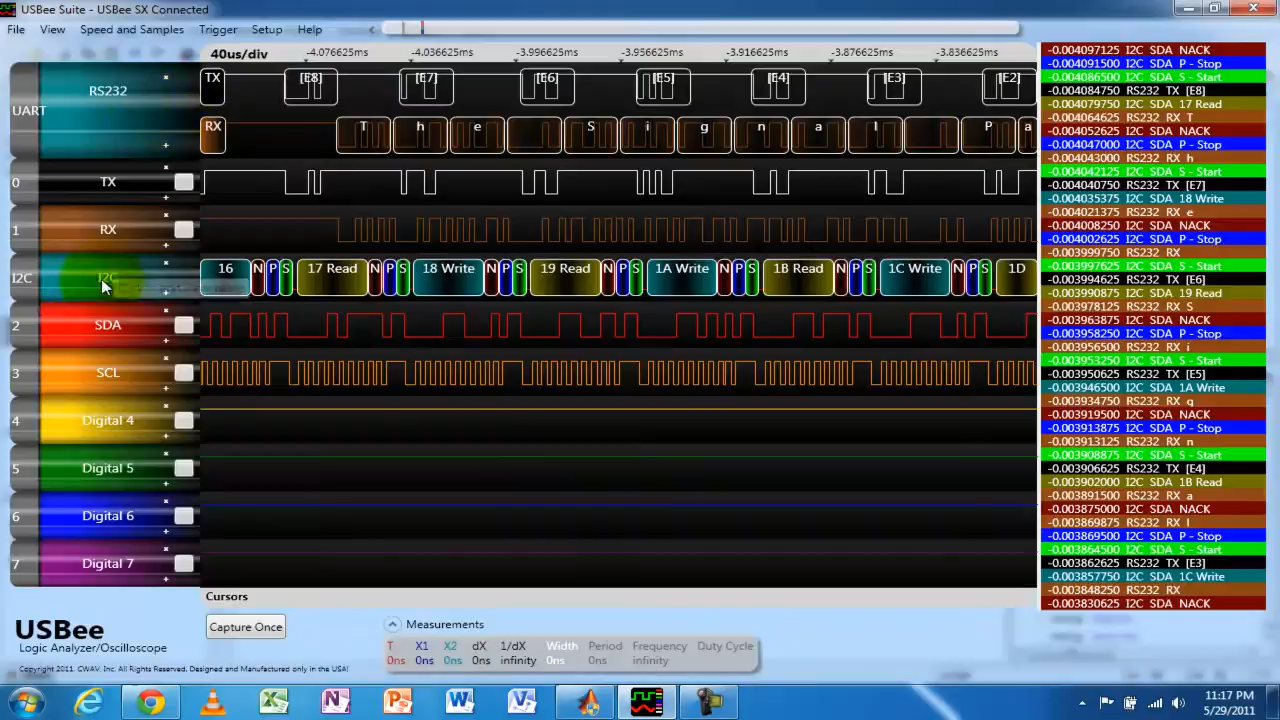 USBee Suite - USBee SX Connected
File View Speed and Samples Trigger Setup Help
40us/div -4.076625ms -4.036625ms -3.996625ms -3.956625ms -3.916625ms -3.876625ms -3.836625ms
UART RS232 TX [E8] [E7] [E6] [E5] [E4] [E3] [E2]
RX T h e S i g n a l P a
0 TX
1 RX
I2C I2C 16 N P S 17 Read N P S 18 Write N P S 19 Read N P S 1A Write N P S 1B Read N P S 1C Write N P S 1D
2 SDA
3 SCL
4 Digital 4
5 Digital 5
6 Digital 6
7 Digital 7
Cursors
-0.004097125 I2C SDA NACK
-0.004091500 I2C SDA P - Stop
-0.004086500 I2C SDA S - Start
-0.004084750 RS232 TX [E8]
-0.004079750 I2C SDA 17 Read
-0.004064625 RS232 RX T
-0.004052625 I2C SDA NACK
-0.004047000 I2C SDA P - Stop
-0.004043000 RS232 RX h
-0.004042125 I2C SDA S - Start
-0.004040750 RS232 TX [E7]
-0.004035375 I2C SDA 18 Write
-0.004021375 RS232 RX e
-0.004008250 I2C SDA NACK
-0.004002625 I2C SDA P - Stop
-0.003999750 RS232 RX
-0.003997625 I2C SDA S - Start
-0.003994625 RS232 TX [E6]
-0.003990875 I2C SDA 19 Read
-0.003978125 RS232 RX S
-0.003963875 I2C SDA NACK
-0.003958250 I2C SDA P - Stop
-0.003956500 RS232 RX i
-0.003953250 I2C SDA S - Start
-0.003950625 RS232 TX [E5]
-0.003946500 I2C SDA 1A Write
-0.003934750 RS232 RX g
-0.003919500 I2C SDA NACK
-0.003913875 I2C SDA P - Stop
-0.003913125 RS232 RX n
-0.003908875 I2C SDA S - Start
-0.003906625 RS232 TX [E4]
-0.003902000 I2C SDA 1B Read
-0.003891500 RS232 RX a
-0.003875000 I2C SDA NACK
-0.003869875 RS232 RX l
-0.003869500 I2C SDA P - Stop
-0.003864500 I2C SDA S - Start
-0.003862625 RS232 TX [E3]
-0.003857750 I2C SDA 1C Write
-0.003848250 RS232 RX
-0.003830625 I2C SDA NACK
USBee
Logic Analyzer/Oscilloscope
Copyright 2011. CWAV, Inc. All Rights Reserved. Designed and Manufactured only in the USA!
Capture Once
Measurements
T X1 X2 dX 1/dX Width Period Frequency Duty Cycle
0ns 0ns 0ns 0ns infinity 0ns 0ns infinity
11:17 PM
5/29/2011